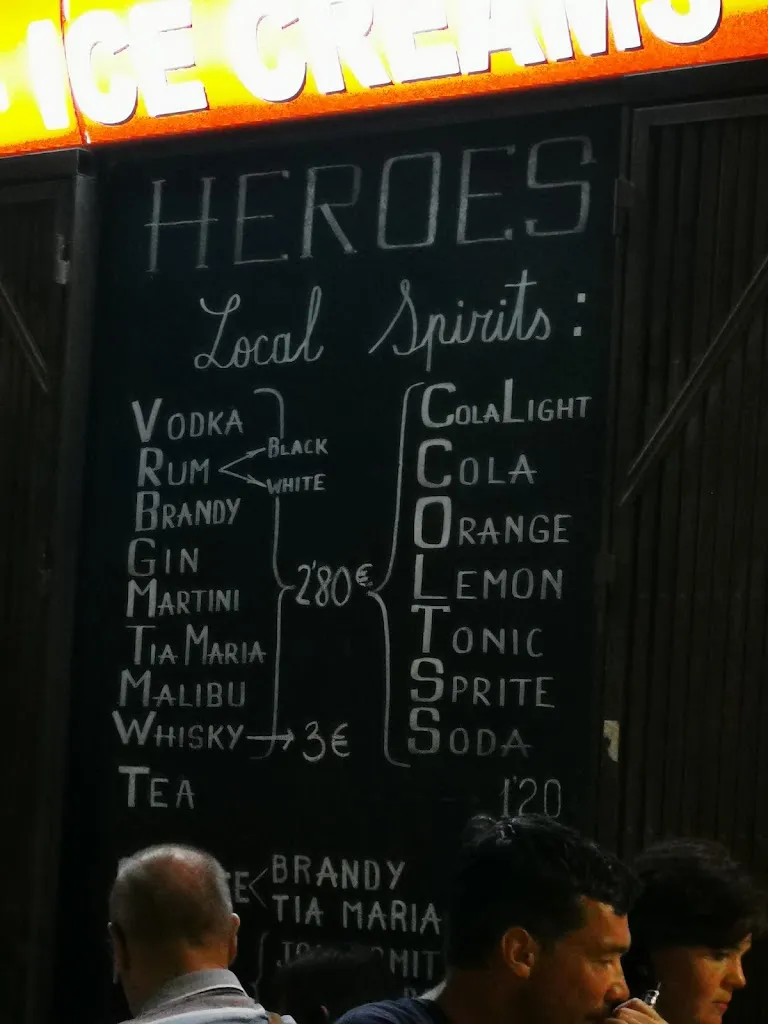 ICE CREAMS
HEROES
Local Spirits:
VODKA
RUM
BLACK
WHITE
BRANDY
GIN
MARTINI
TIA MARIA
MALIBU
2'80€
WHISKY → 3€
COLALIGHT
COLA
ORANGE
LEMON
TONIC
SPRITE
SODA
TEA 1'20
BRANDY
TIA MARIA